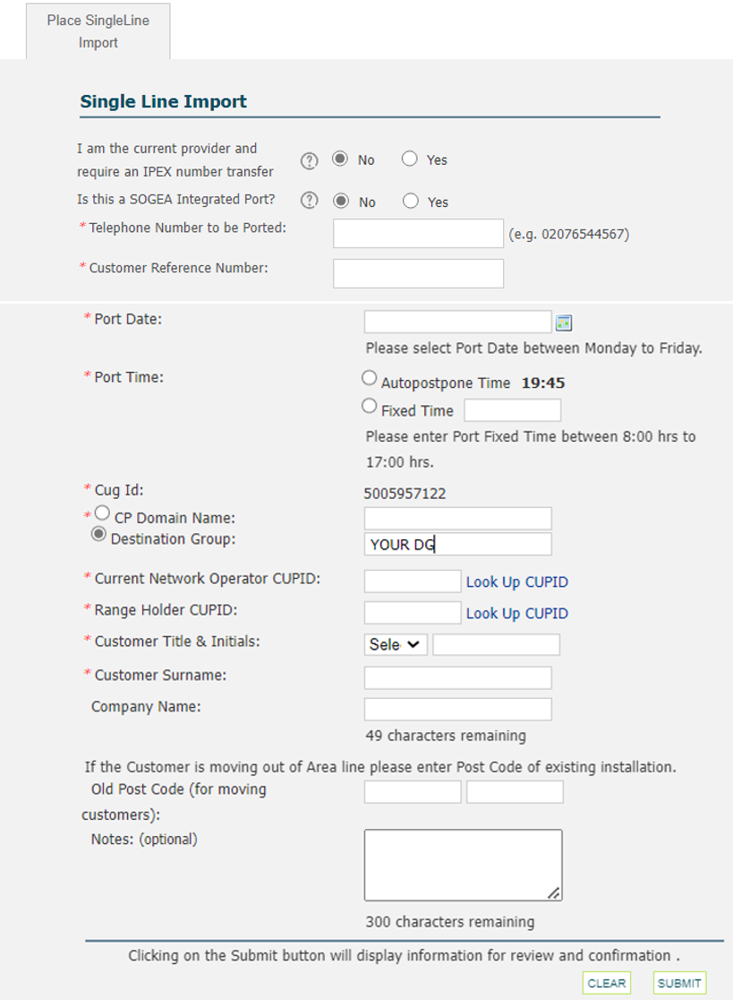 Place SingleLine
Import
Single Line Import
I am the current provider and
require an IPEX number transfer
? No Yes
Is this a SOGEA Integrated Port? ? No Yes
* Telephone Number to be Ported: (e.g. 02076544567)
* Customer Reference Number:
* Port Date:
Please select Port Date between Monday to Friday.
* Port Time: Autopostpone Time 19:45
Fixed Time
Please enter Port Fixed Time between 8:00 hrs to
17:00 hrs.
* Cug Id: 5005957122
* CP Domain Name:
Destination Group: YOUR DG
* Current Network Operator CUPID: Look Up CUPID
* Range Holder CUPID: Look Up CUPID
* Customer Title & Initials: Sele
* Customer Surname:
Company Name:
49 characters remaining
If the Customer is moving out of Area line please enter Post Code of existing installation.
Old Post Code (for moving
customers):
Notes: (optional)
300 characters remaining
Clicking on the Submit button will display information for review and confirmation .
CLEAR SUBMIT